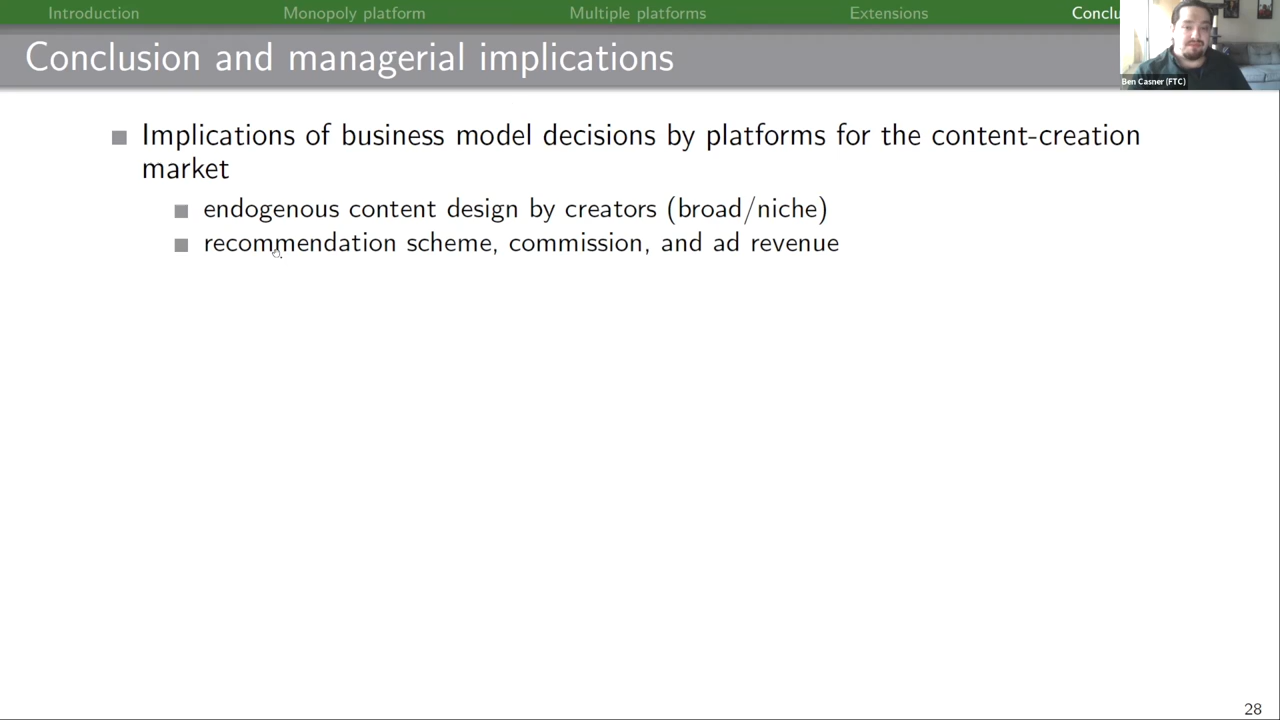 Introduction Monopoly platform Multiple platforms Extensions Conclu
Conclusion and managerial implications
Ben Casner (FTC)
Implications of business model decisions by platforms for the content-creation
market
endogenous content design by creators (broad/niche)
recommendation scheme, commission, and ad revenue
28